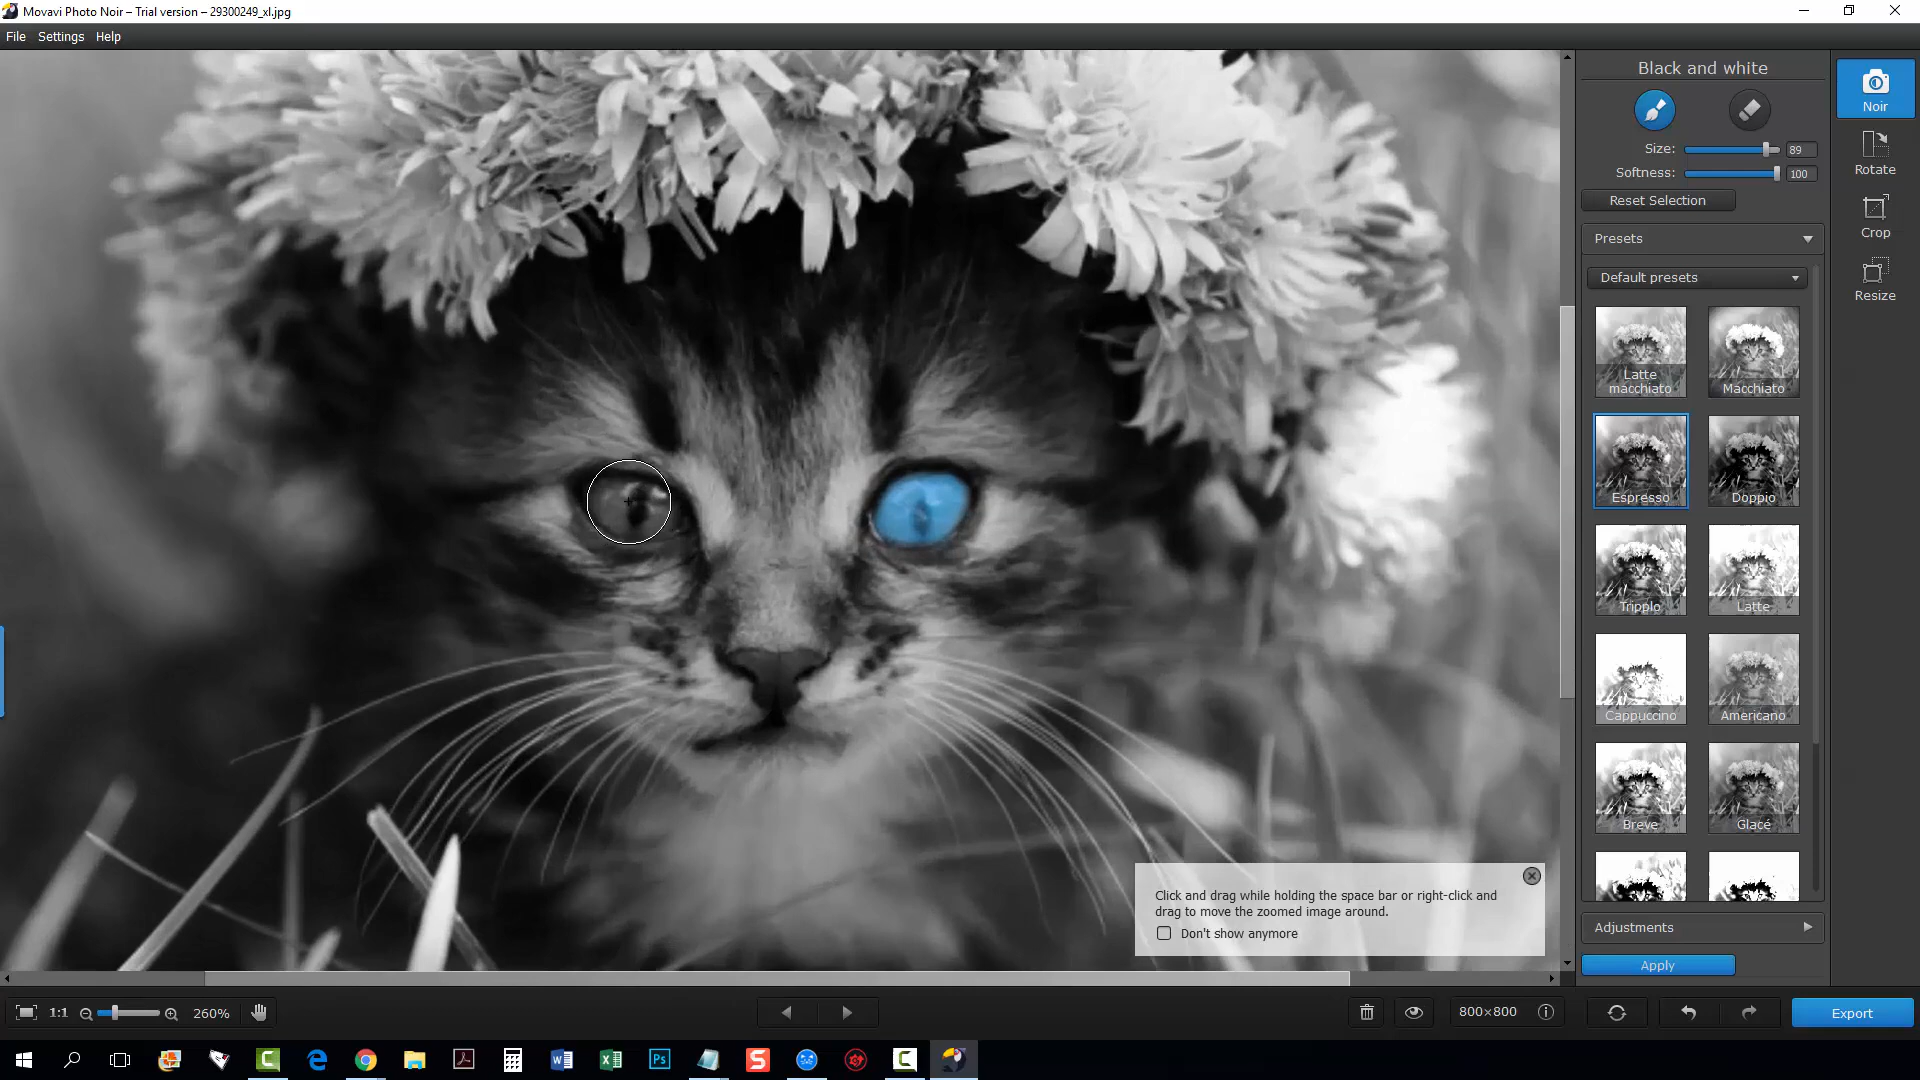 Movavi Photo Noir – Trial version – 29300249_xl.jpg
File Settings Help
Black and white
Size: 89
Softness: 100
Reset Selection
Presets
Default presets
Latte macchiato
Macchiato
Espresso
Doppio
Tripplo
Latte
Cappuccino
Americano
Breve
Glacé
Adjustments
Apply
Noir
Rotate
Crop
Resize
Click and drag while holding the space bar or right-click and
drag to move the zoomed image around.
Don't show anymore
1:1 260% 800×800 Export